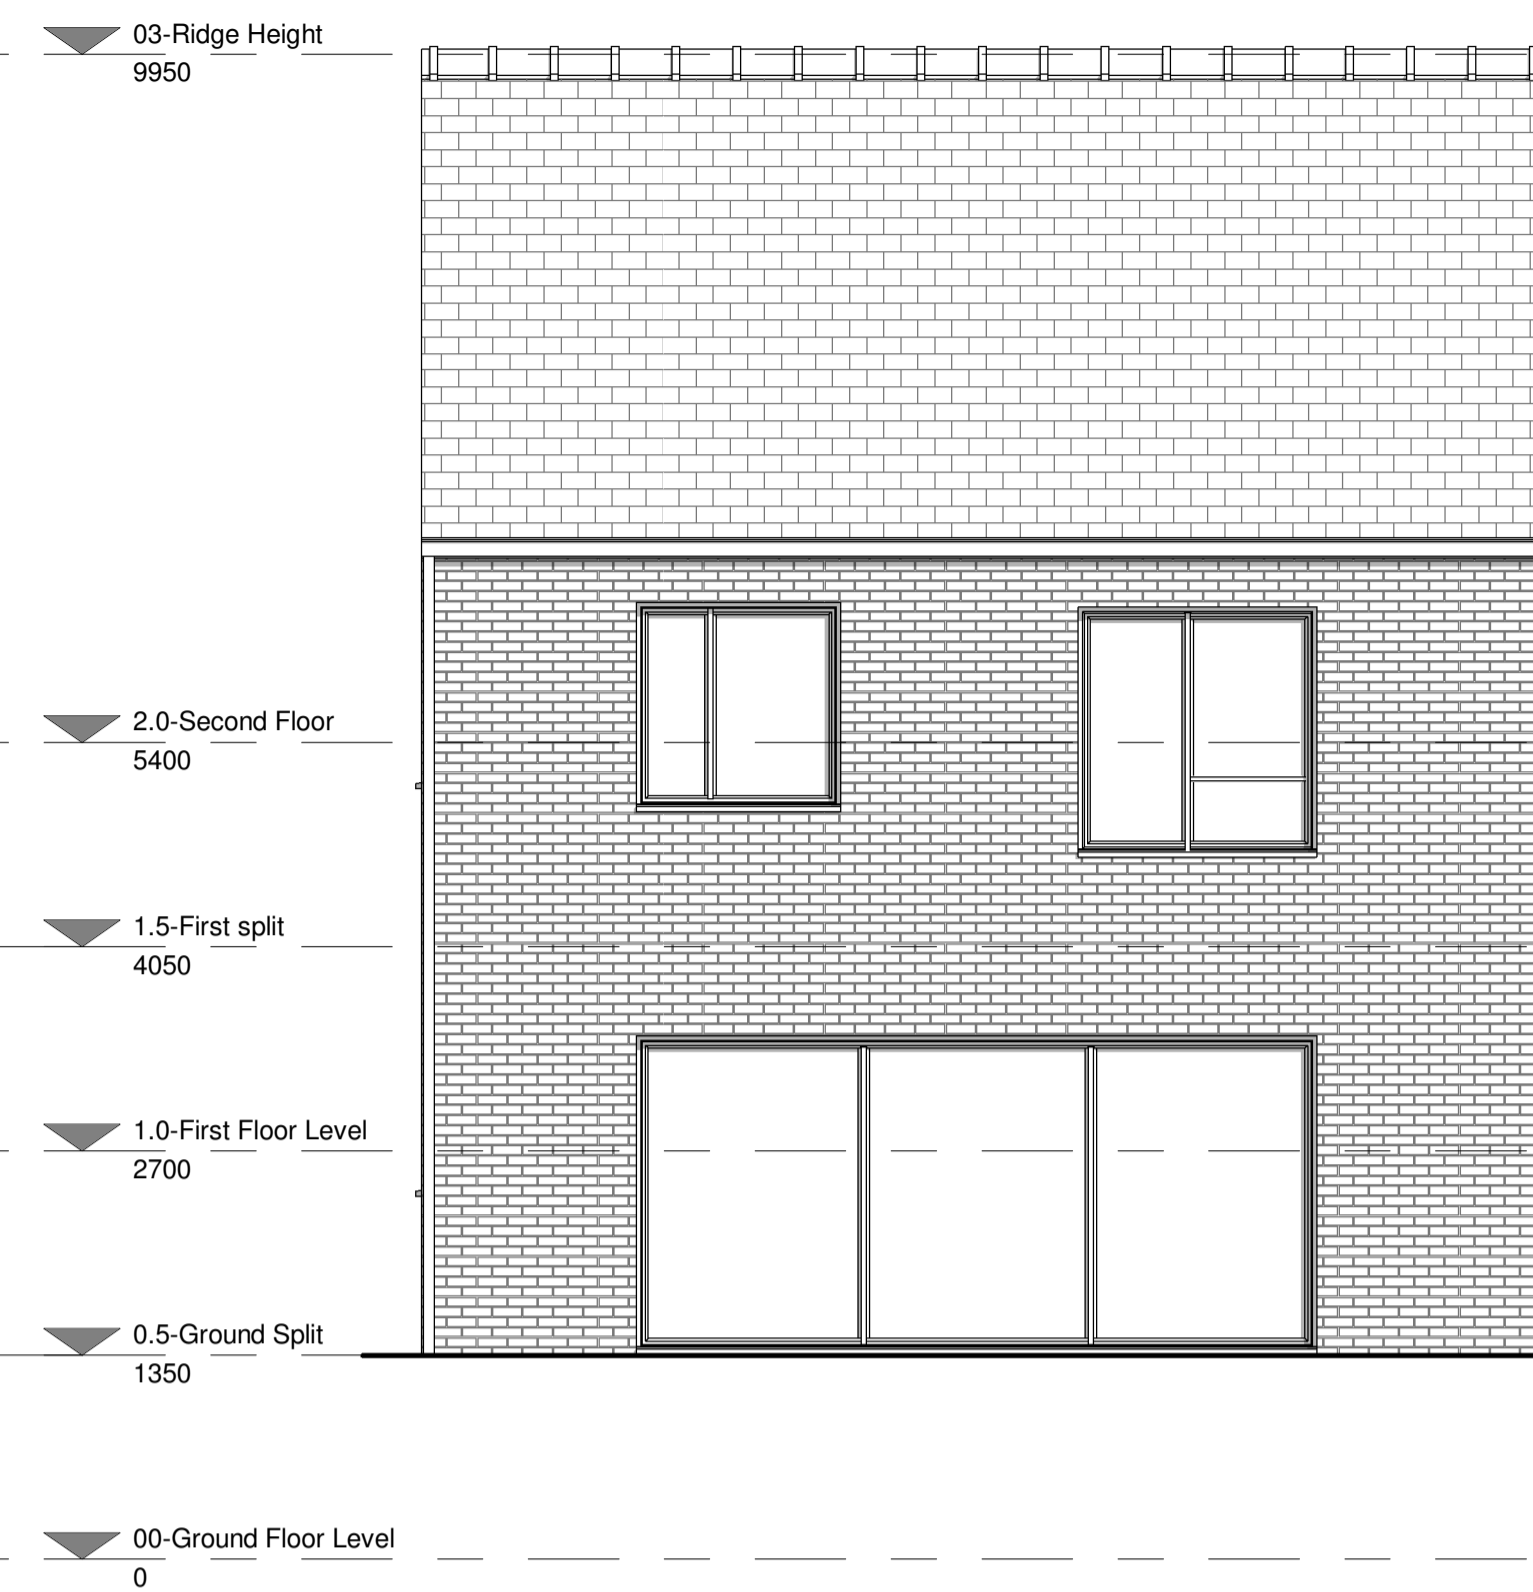 03-Ridge Height
9950
2.0-Second Floor
5400
1.5-First split
4050
1.0-First Floor Level
2700
0.5-Ground Split
1350
00-Ground Floor Level
0